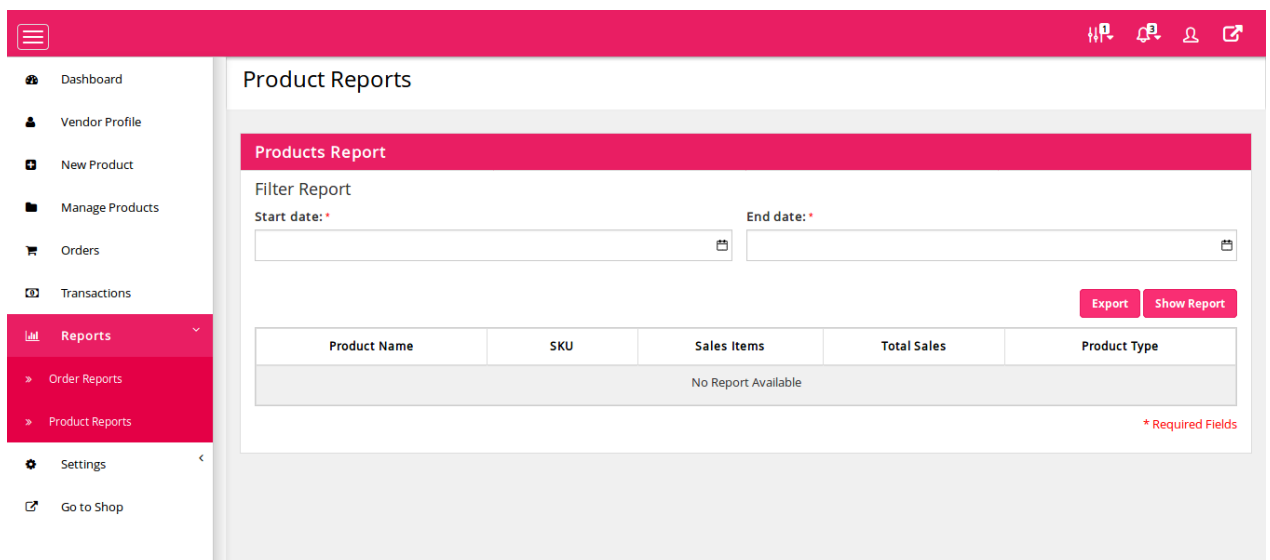 1
3
Dashboard
Vendor Profile
New Product
Manage Products
Orders
Transactions
Reports
» Order Reports
» Product Reports
Settings
Go to Shop
Product Reports
Products Report
Filter Report
Start date: * End date: *
Export Show Report
Product Name SKU Sales Items Total Sales Product Type
No Report Available
* Required Fields